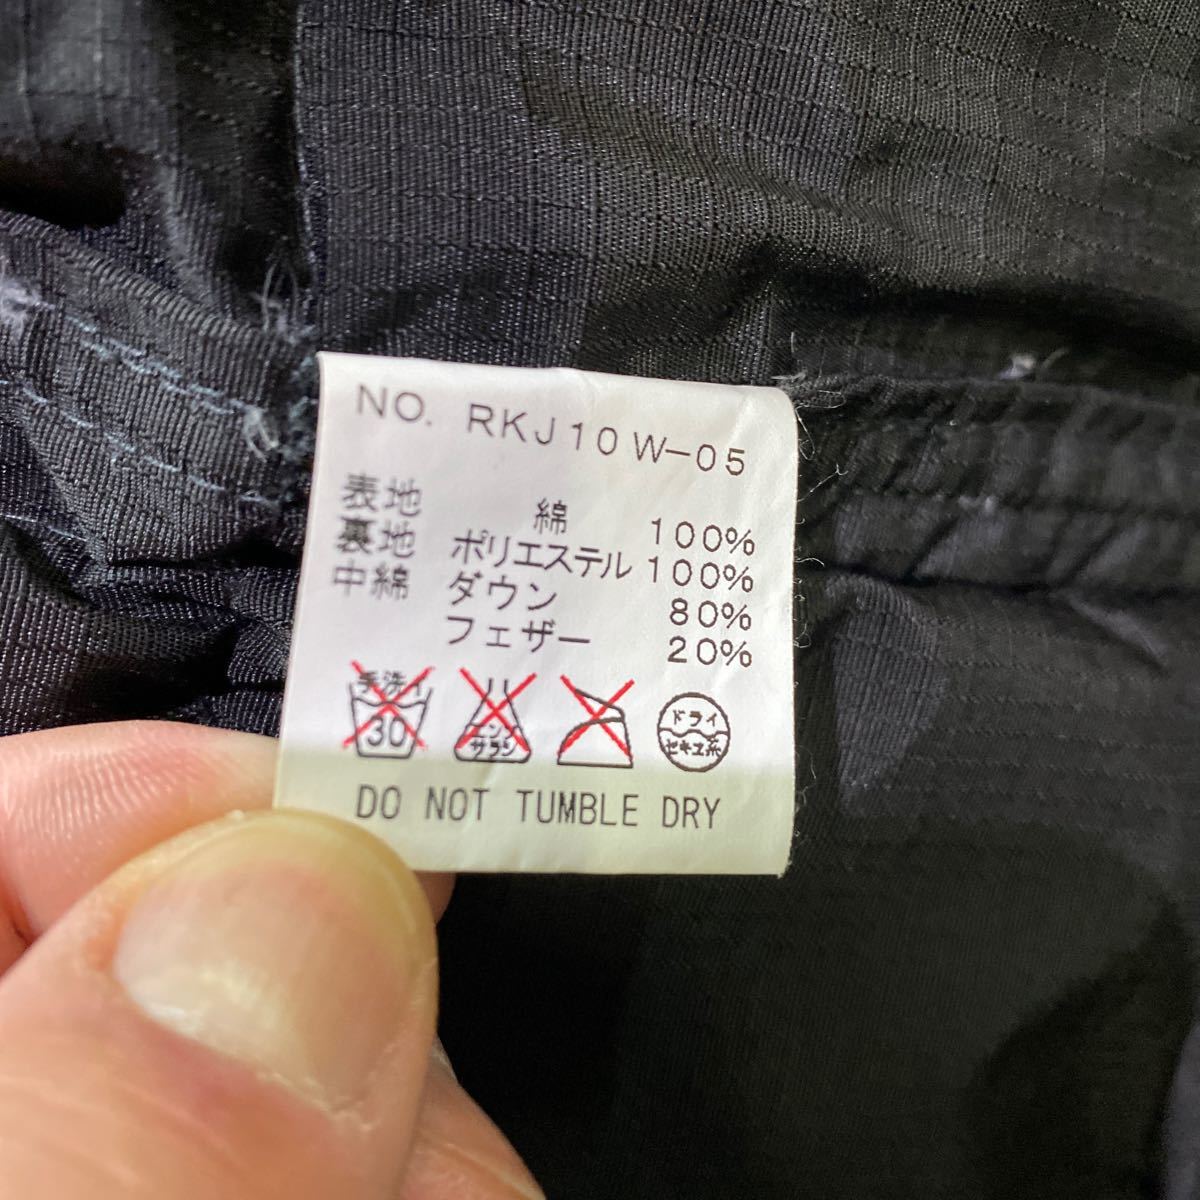 NO. RKJ10W-05
表地 綿 100%
裏地 ポリエステル 100%
中綿 ダウン 80%
フェザー 20%
手洗イ 30
エンソ サラシ
ドライ セキユ系
DO NOT TUMBLE DRY